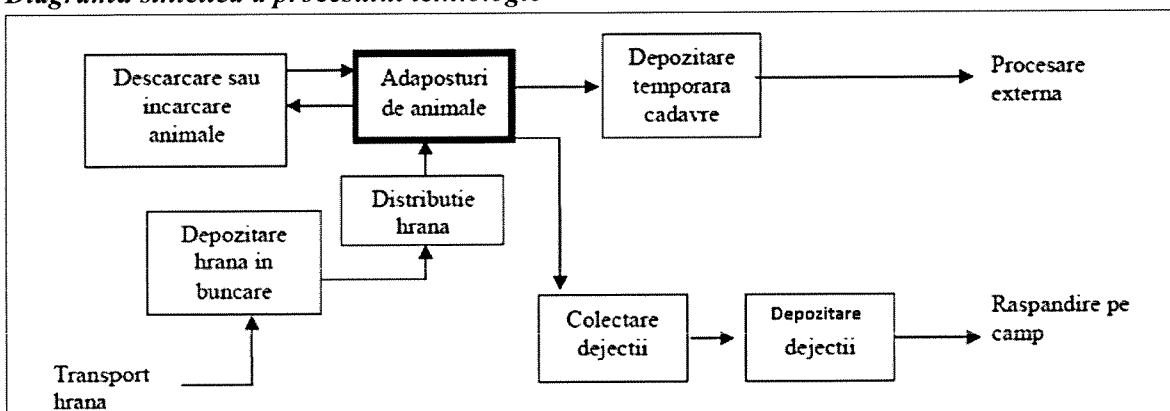 Diagrama sintetica a procesului tehnologic
Descarcare sau
incarcare
animale
Adaposturi
de animale
Depozitare
temporara
cadavre
Procesare
externa
Distributie
hrana
Depozitare
hrana in
buncare
Colectare
dejectii
Depozitare
dejectii
Raspandire pe
camp
Transport
hrana